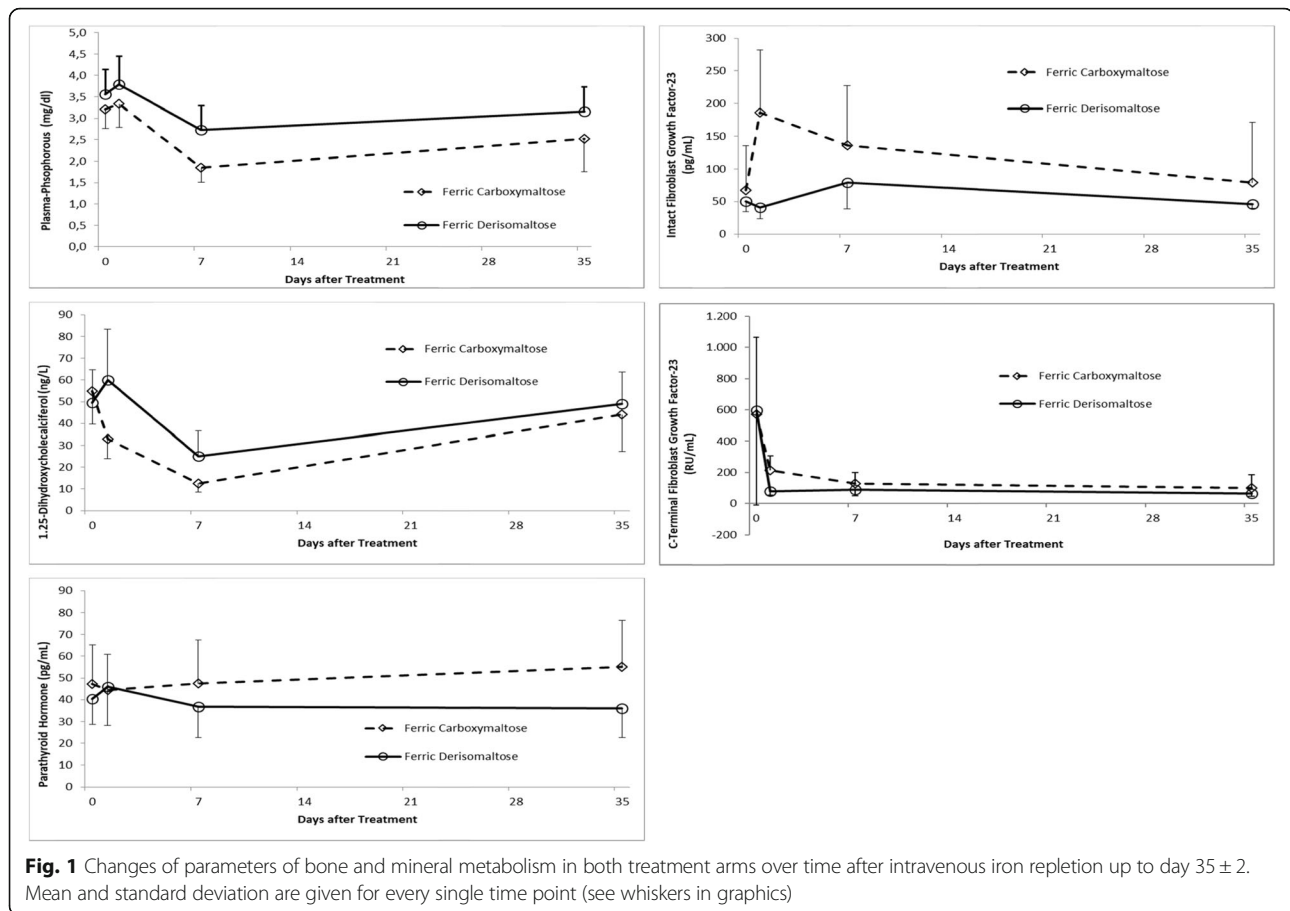 5,0
4,5
4,0
3,5
3,0
2,5
2,0
1,5
1,0
0,5
0,0
Plasma-Phsophorous (mg/dl)
Ferric Carboxymaltose
Ferric Derisomaltose
0 7 14 21 28 35
Days after Treatment
300
250
200
150
100
50
0
Intact Fibroblast Growth Factor-23
(pg/mL)
Ferric Carboxymaltose
Ferric Derisomaltose
0 7 14 21 28 35
Days after Treatment
90
80
70
60
50
40
30
20
10
0
1.25-Dihydroxycholecalciferol (ng/L)
Ferric Carboxymaltose
Ferric Derisomaltose
0 7 14 21 28 35
Days after Treatment
1.200
1.000
800
600
400
200
0
-200
C-Terminal Fibroblast Growth Factor-23
(RU/mL)
Ferric Carboxymaltose
Ferric Derisomaltose
0 7 14 21 28 35
Days after Treatment
90
80
70
60
50
40
30
20
10
0
Parathyroid Hormone (pg/mL)
Ferric Carboxymaltose
Ferric Derisomaltose
0 7 14 21 28 35
Days after Treatment
Fig. 1 Changes of parameters of bone and mineral metabolism in both treatment arms over time after intravenous iron repletion up to day 35 ± 2.
Mean and standard deviation are given for every single time point (see whiskers in graphics)